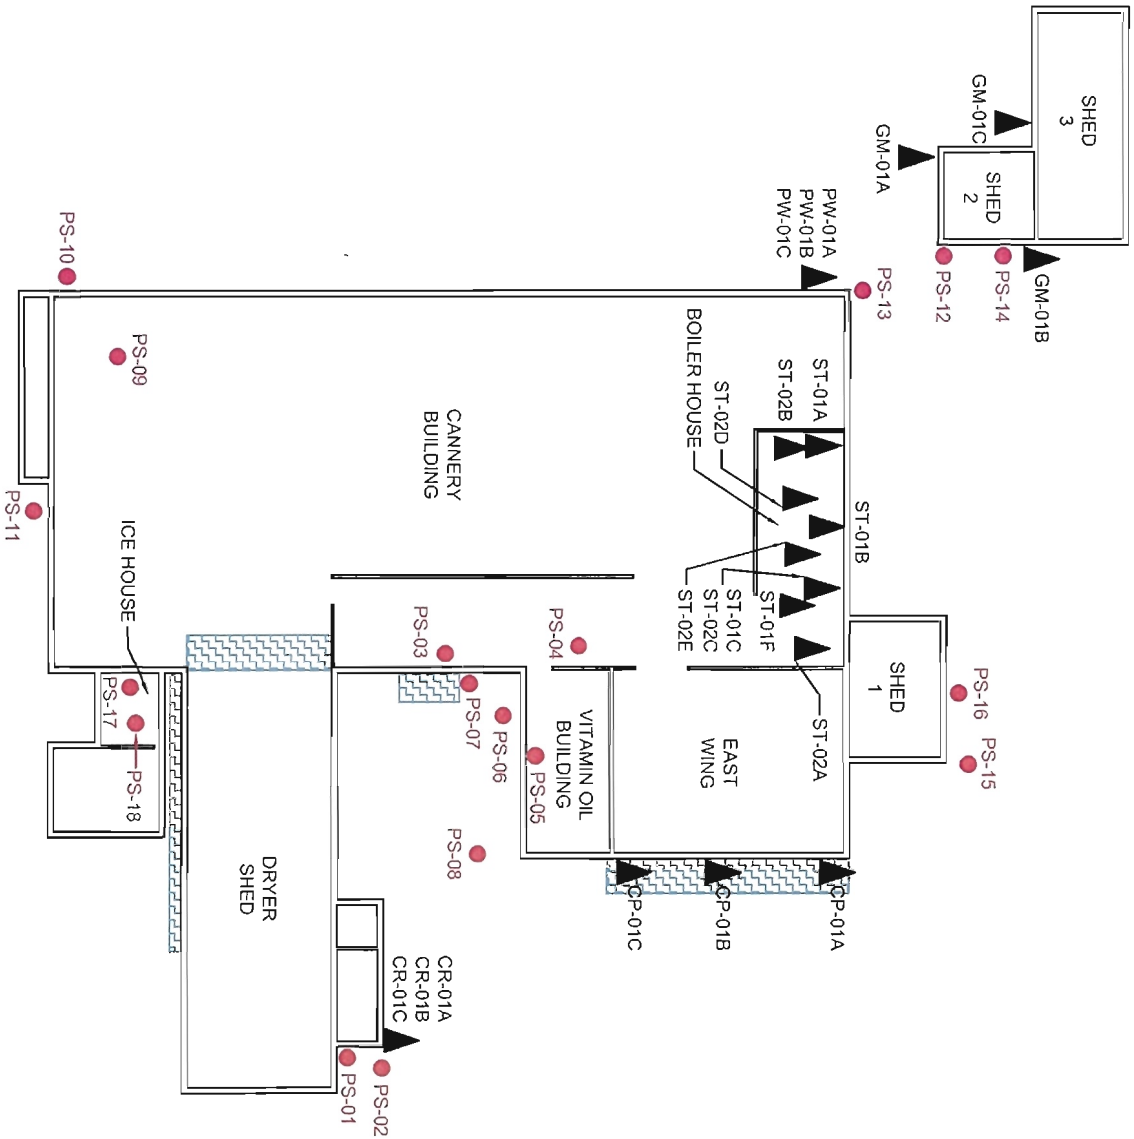 SHED
3
GM-01C
GM-01A
SHED
2
GM-01B
PS-14
PS-12
PS-13
PW-01A
PW-01B
PW-01C
PS-10
PS-09
PS-11
BOILER HOUSE
ST-02D
ST-02B
ST-01A
ST-01B
CANNERY
BUILDING
ST-01F
ST-01C
ST-02C
ST-02E
ST-02A
SHED
1
PS-16
PS-15
ICE HOUSE
PS-03
PS-04
PS-17
PS-18
PS-07
PS-06
PS-05
PS-08
VITAMIN OIL
BUILDING
EAST
WING
CP-01A
CP-01B
CP-01C
DRYER
SHED
CR-01A
CR-01B
CR-01C
PS-01
PS-02